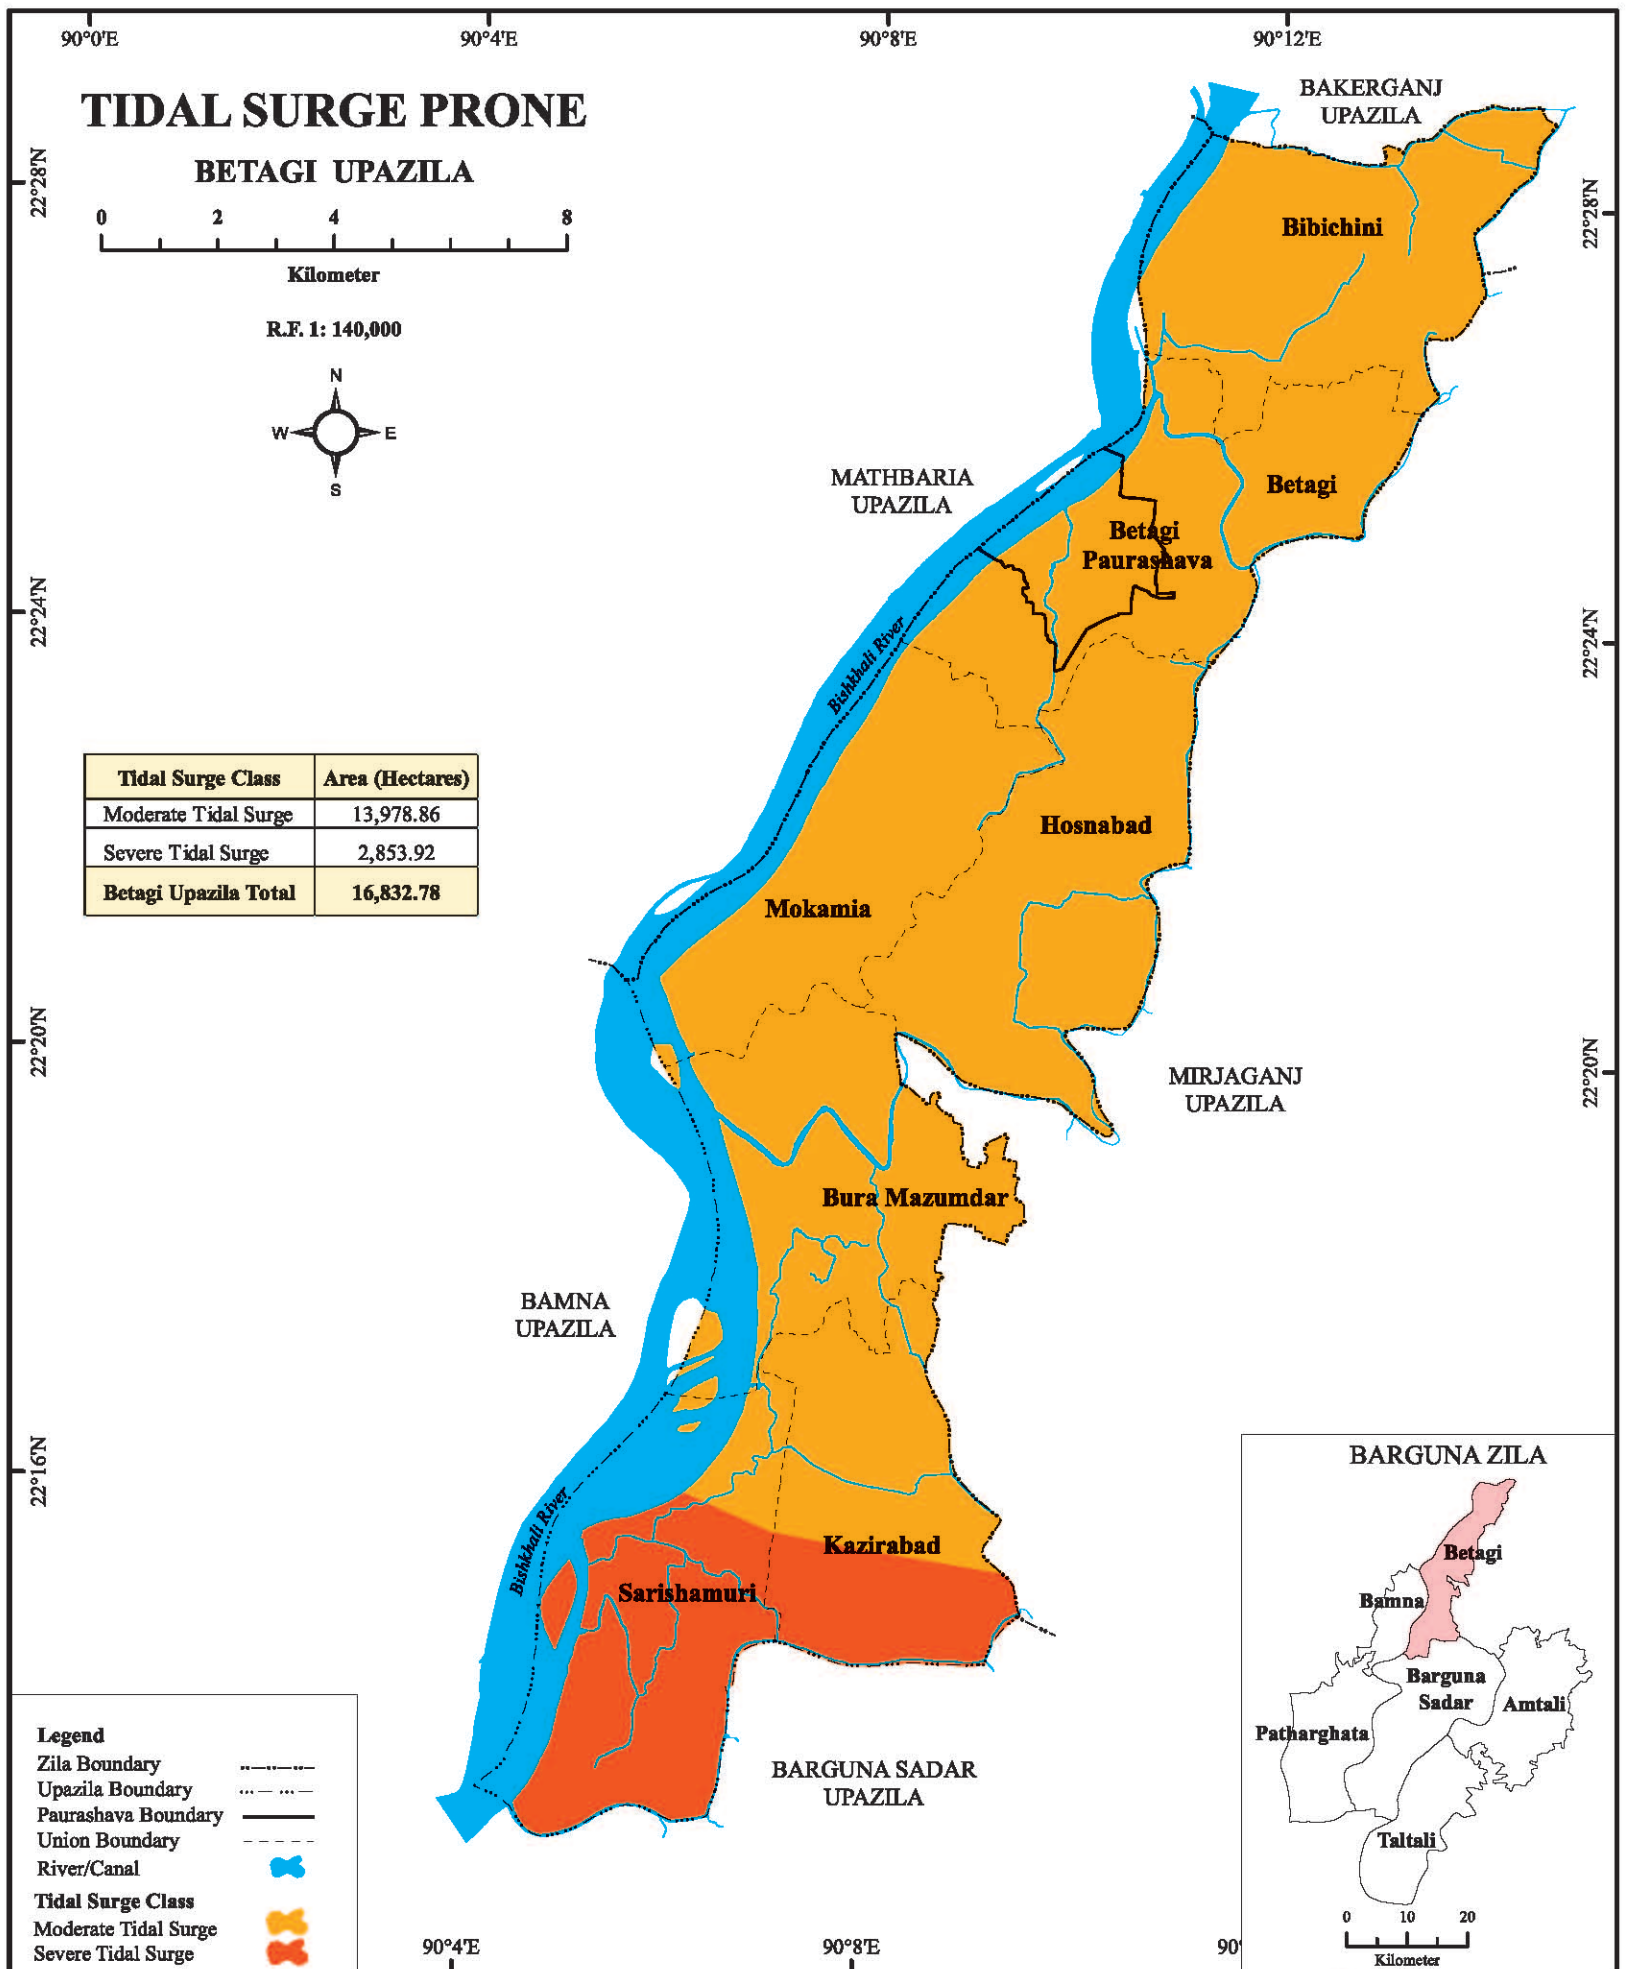 90°0'E 90°4'E 90°8'E 90°12'E
TIDAL SURGE PRONE
BETAGI UPAZILA
0 2 4 8
Kilometer
R.F. 1: 140,000
N
W E
S
22°28'N
22°24'N
22°20'N
22°16'N
22°28'N
22°24'N
22°20'N
BAKERGANJ
UPAZILA
Bibichini
MATHBARIA
UPAZILA
Betagi
Betagi
Paurashava
Bishkhali River
Tidal Surge Class Area (Hectares)
Moderate Tidal Surge 13,978.86
Severe Tidal Surge 2,853.92
Betagi Upazila Total 16,832.78
Hosnabad
Mokamia
MIRJAGANJ
UPAZILA
Bura Mazumdar
BAMNA
UPAZILA
Bishkhali River
Kazirabad
Sarishamuri
BARGUNA SADAR
UPAZILA
Legend
Zila Boundary
Upazila Boundary
Paurashava Boundary
Union Boundary
River/Canal
Tidal Surge Class
Moderate Tidal Surge
Severe Tidal Surge
90°4'E 90°8'E 90°
BARGUNA ZILA
Betagi
Bamna
Barguna
Sadar
Amtali
Patharghata
Taltali
0 10 20
Kilometer